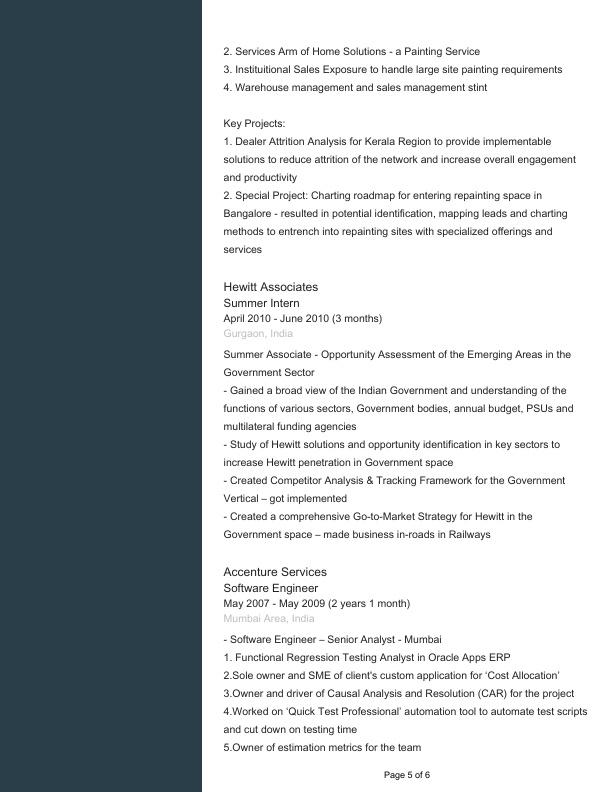 2. Services Arm of Home Solutions - a Painting Service
3. Instituitional Sales Exposure to handle large site painting requirements
4. Warehouse management and sales management stint
Key Projects:
1. Dealer Attrition Analysis for Kerala Region to provide implementable
solutions to reduce attrition of the network and increase overall engagement
and productivity
2. Special Project: Charting roadmap for entering repainting space in
Bangalore - resulted in potential identification, mapping leads and charting
methods to entrench into repainting sites with specialized offerings and
services
Hewitt Associates
Summer Intern
April 2010 - June 2010 (3 months)
Gurgaon, India
Summer Associate - Opportunity Assessment of the Emerging Areas in the
Government Sector
- Gained a broad view of the Indian Government and understanding of the
functions of various sectors, Government bodies, annual budget, PSUs and
multilateral funding agencies
- Study of Hewitt solutions and opportunity identification in key sectors to
increase Hewitt penetration in Government space
- Created Competitor Analysis & Tracking Framework for the Government
Vertical – got implemented
- Created a comprehensive Go-to-Market Strategy for Hewitt in the
Government space – made business in-roads in Railways
Accenture Services
Software Engineer
May 2007 - May 2009 (2 years 1 month)
Mumbai Area, India
- Software Engineer – Senior Analyst - Mumbai
1. Functional Regression Testing Analyst in Oracle Apps ERP
2.Sole owner and SME of client's custom application for ‘Cost Allocation’
3.Owner and driver of Causal Analysis and Resolution (CAR) for the project
4.Worked on ‘Quick Test Professional’ automation tool to automate test scripts
and cut down on testing time
5.Owner of estimation metrics for the team
Page 5 of 6